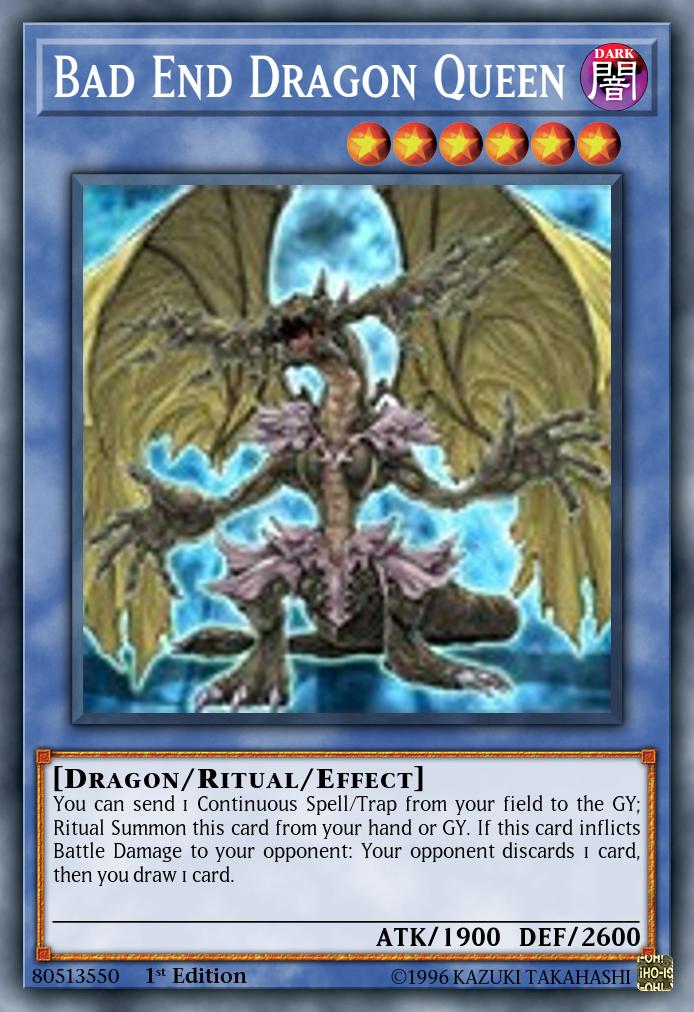 BAD END DRAGON QUEEN
DARK
闇
[DRAGON/RITUAL/EFFECT]
You can send 1 Continuous Spell/Trap from your field to the GY;
Ritual Summon this card from your hand or GY. If this card inflicts
Battle Damage to your opponent: Your opponent discards 1 card,
then you draw 1 card.
ATK/1900 DEF/2600
80513550 1st Edition ©1996 KAZUKI TAKAHASHI